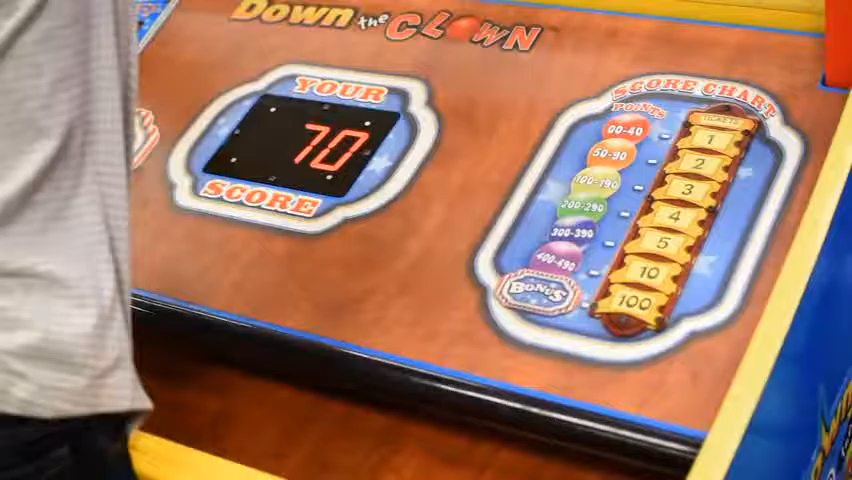 Down the CLOWN
YOUR
70
SCORE
SCORE CHART
POINTS
TICKETS
00-40
1
50-90
2
100-190
3
200-290
4
300-390
5
400-490
10
BONUS
100